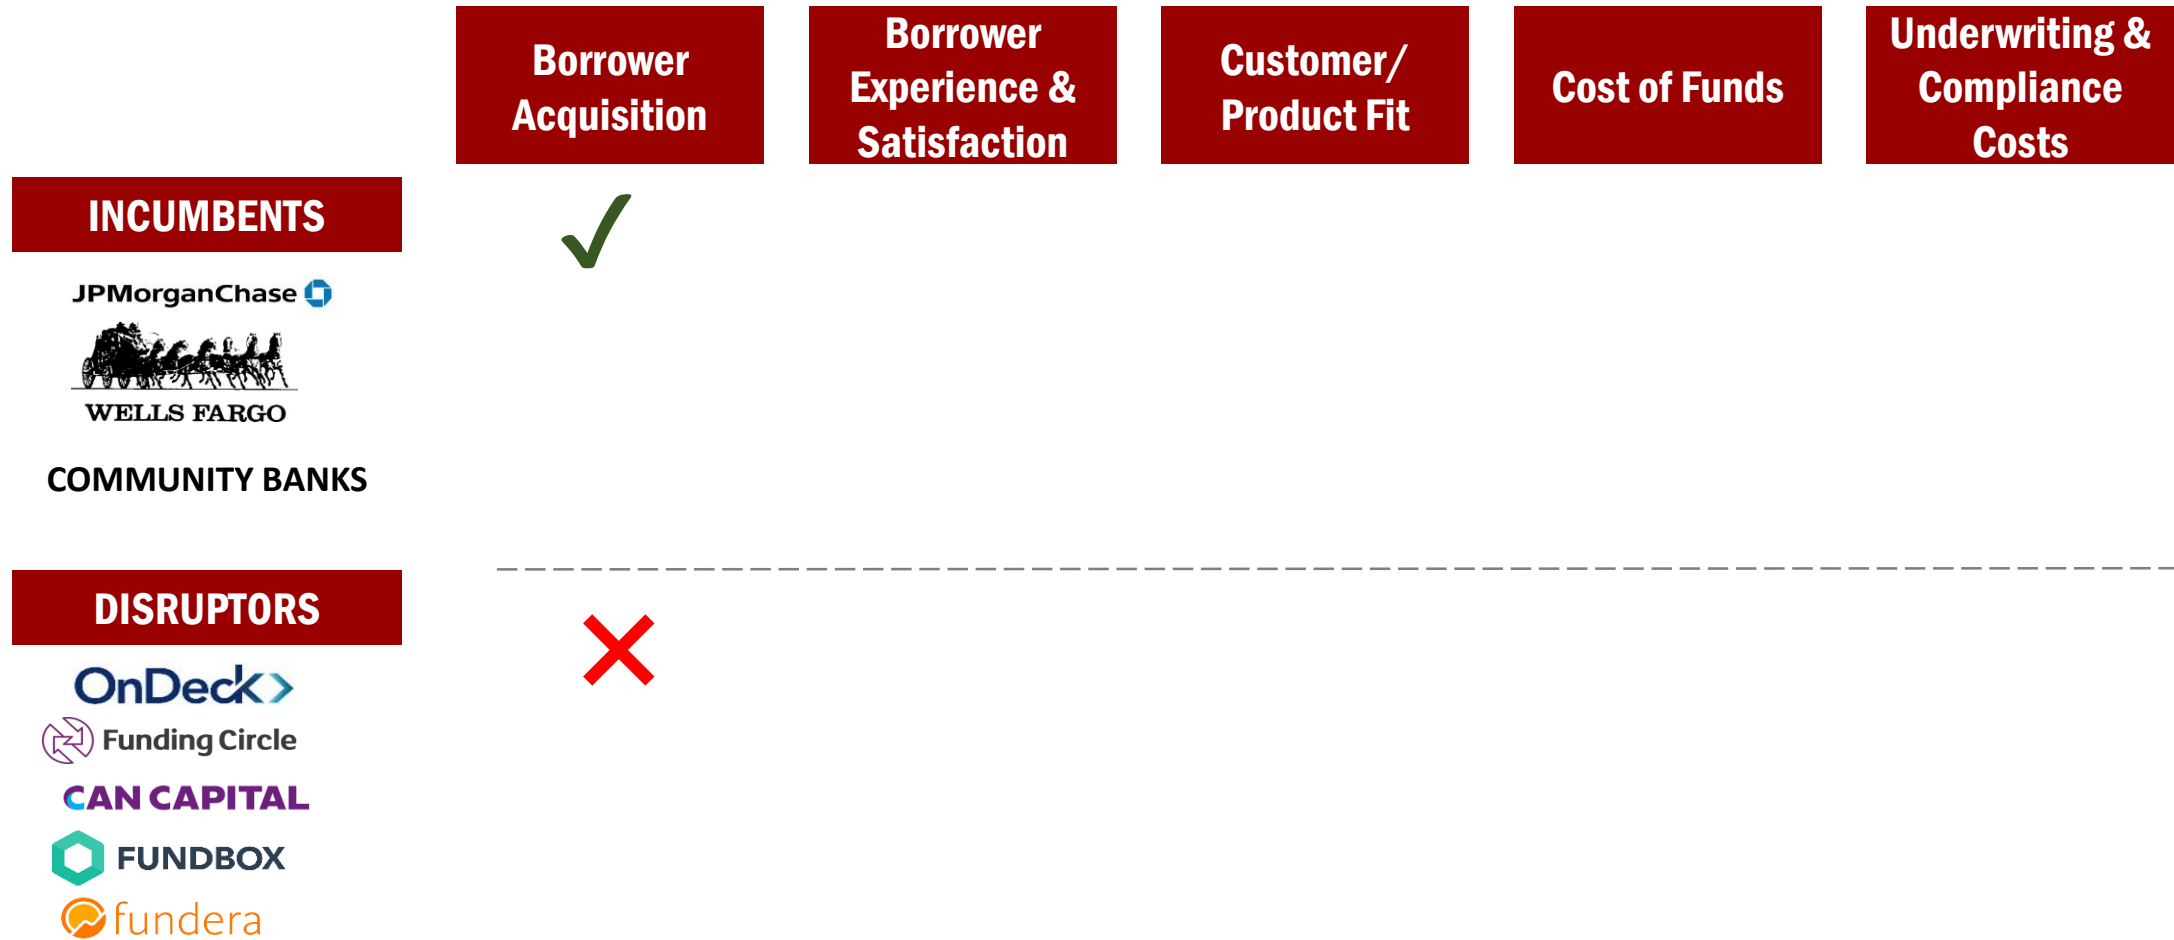 Borrower
Acquisition
Borrower
Experience &
Satisfaction
Customer/
Product Fit
Cost of Funds
Underwriting &
Compliance
Costs
INCUMBENTS
JPMorganChase
WELLS FARGO
COMMUNITY BANKS
DISRUPTORS
OnDeck
Funding Circle
CAN CAPITAL
FUNDBOX
fundera